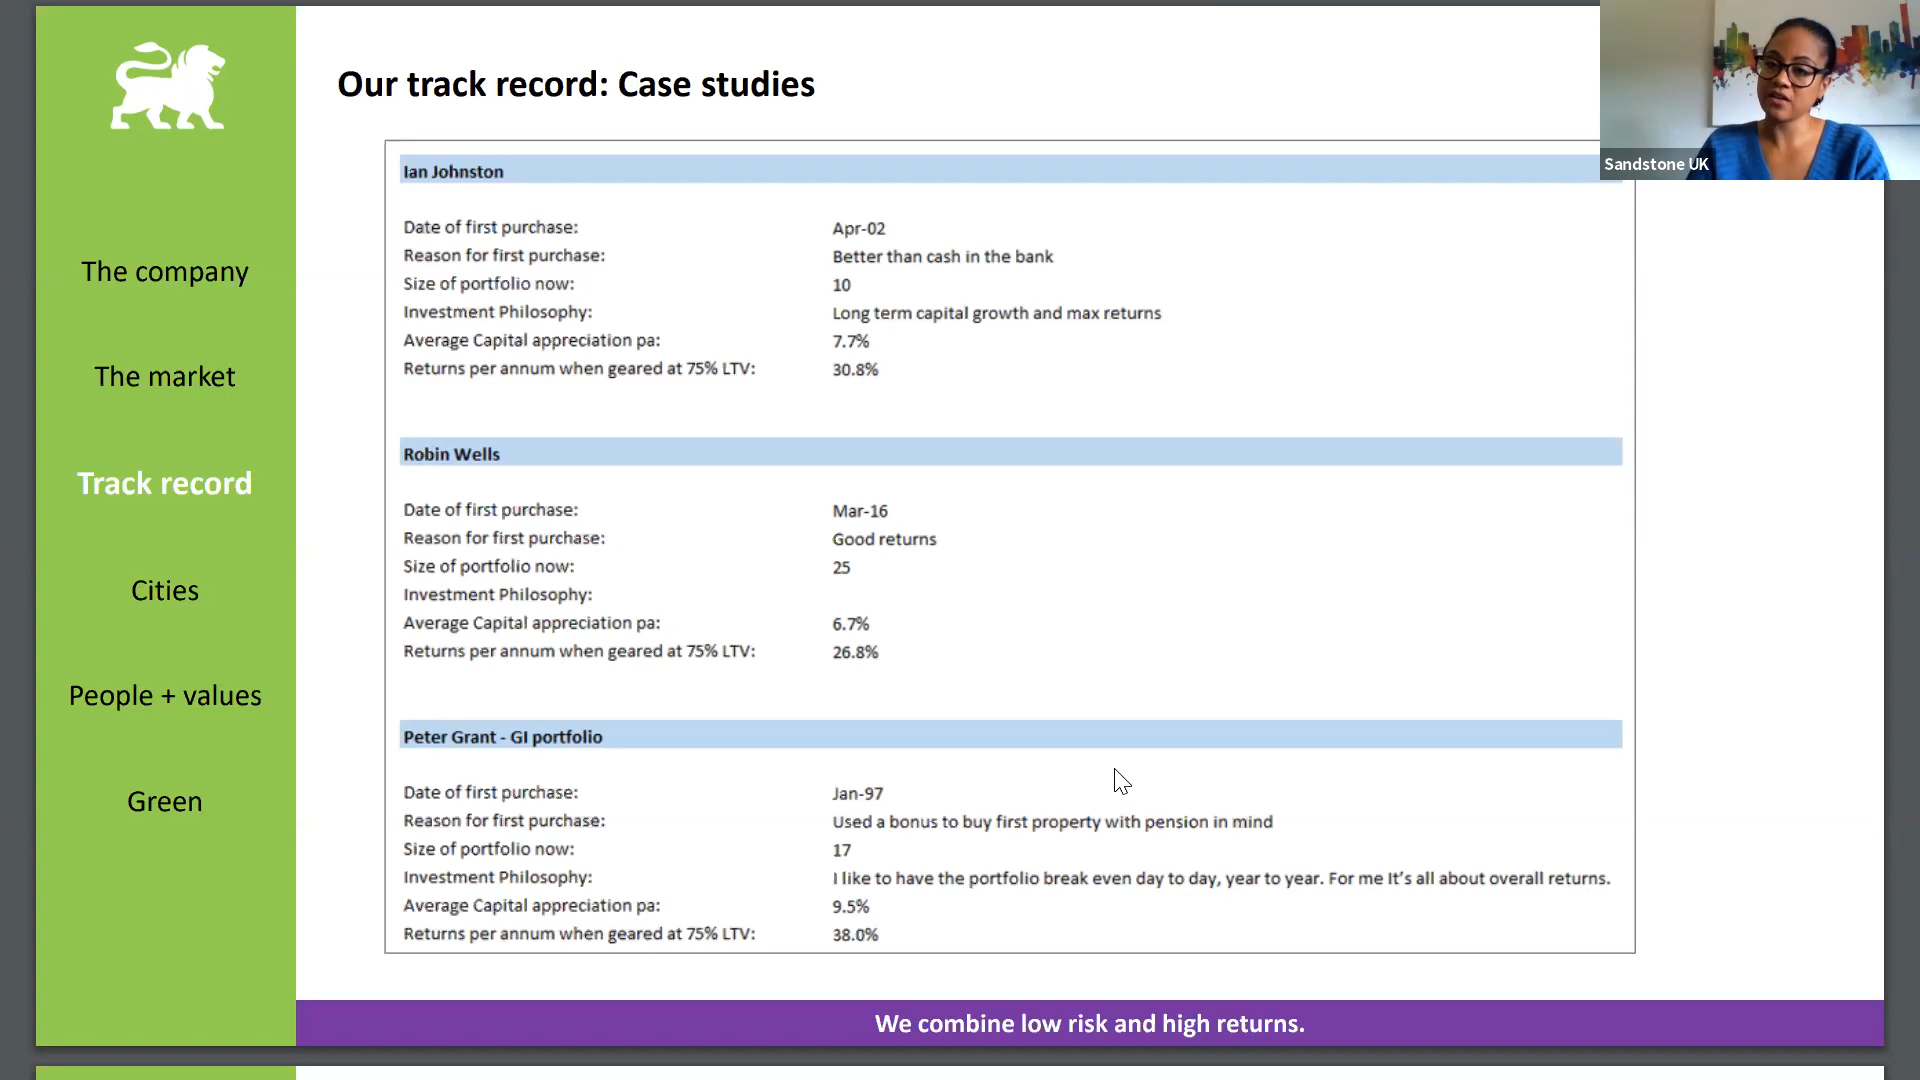 Our track record: Case studies
Sandstone UK
The company
The market
Track record
Cities
People + values
Green
Ian Johnston
Date of first purchase: Apr-02
Reason for first purchase: Better than cash in the bank
Size of portfolio now: 10
Investment Philosophy: Long term capital growth and max returns
Average Capital appreciation pa: 7.7%
Returns per annum when geared at 75% LTV: 30.8%
Robin Wells
Date of first purchase: Mar-16
Reason for first purchase: Good returns
Size of portfolio now: 25
Investment Philosophy:
Average Capital appreciation pa: 6.7%
Returns per annum when geared at 75% LTV: 26.8%
Peter Grant - GI portfolio
Date of first purchase: Jan-97
Reason for first purchase: Used a bonus to buy first property with pension in mind
Size of portfolio now: 17
Investment Philosophy: I like to have the portfolio break even day to day, year to year. For me It's all about overall returns.
Average Capital appreciation pa: 9.5%
Returns per annum when geared at 75% LTV: 38.0%
We combine low risk and high returns.